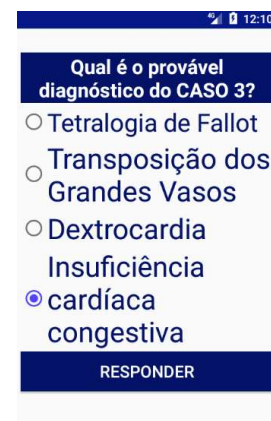 4G 12:10
Qual é o provável
diagnóstico do CASO 3?
Tetralogia de Fallot
Transposição dos
Grandes Vasos
Dextrocardia
Insuficiência
cardíaca
congestiva
RESPONDER